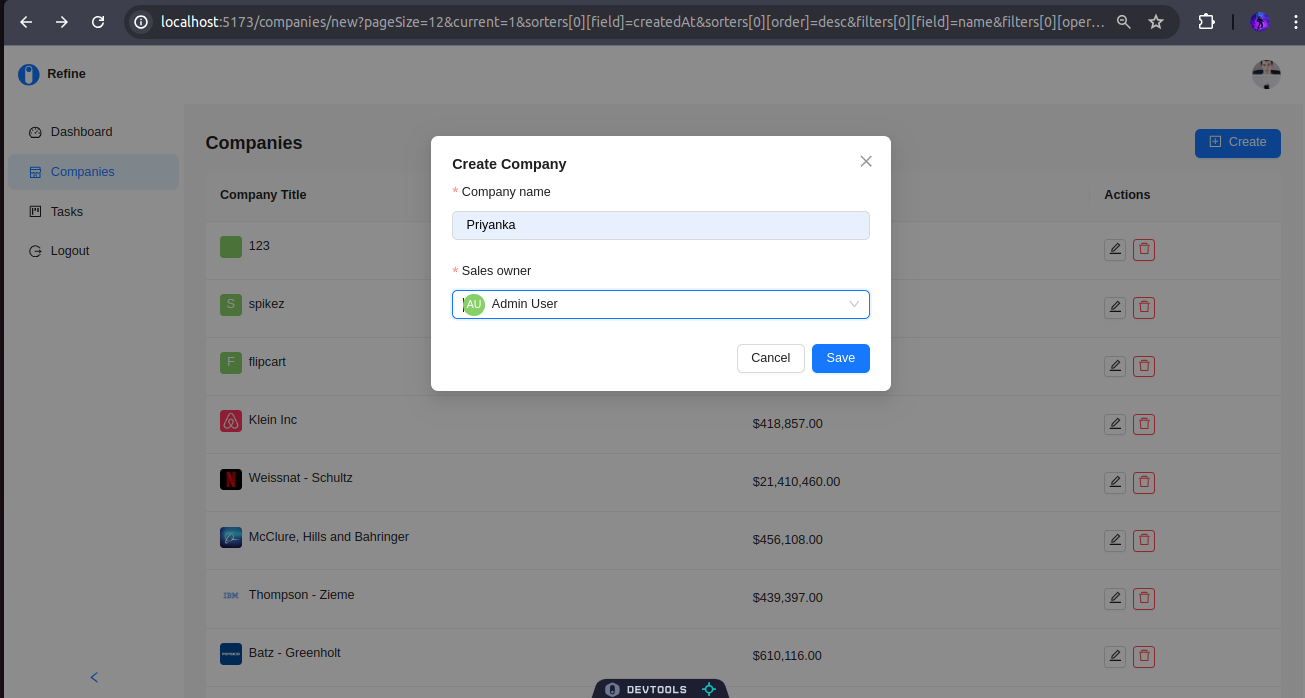 localhost:5173/companies/new?pageSize=12&current=1&sorters[0][field]=createdAt&sorters[0][order]=desc&filters[0][field]=name&filters[0][oper...
Refine
Dashboard
Companies
Tasks
Logout
Companies
Create
Company Title
Actions
123
S spikez
F flipcart
Klein Inc
$418,857.00
Weissnat - Schultz
$21,410,460.00
McClure, Hills and Bahringer
$456,108.00
IBM Thompson - Zieme
$439,397.00
Batz - Greenholt
$610,116.00
Create Company
* Company name
Priyanka
* Sales owner
AU Admin User
Cancel
Save
DEVTOOLS